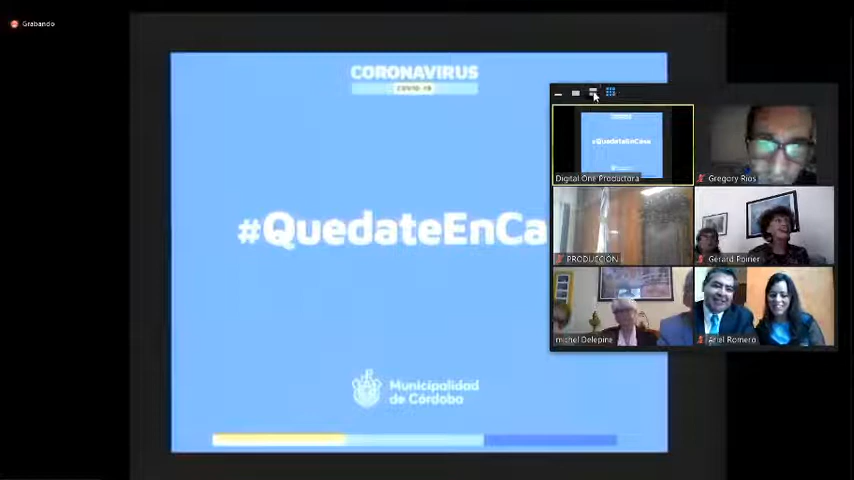 Grabando
CORONAVIRUS
COVID-19
#QuedateEnCa
Municipalidad
de Córdoba
#QuedateEnCasa
Digital One Productora
Gregory Rios
PRODUCCIÓN
Gerard Poirier
michel Delepine
Ariel Romero